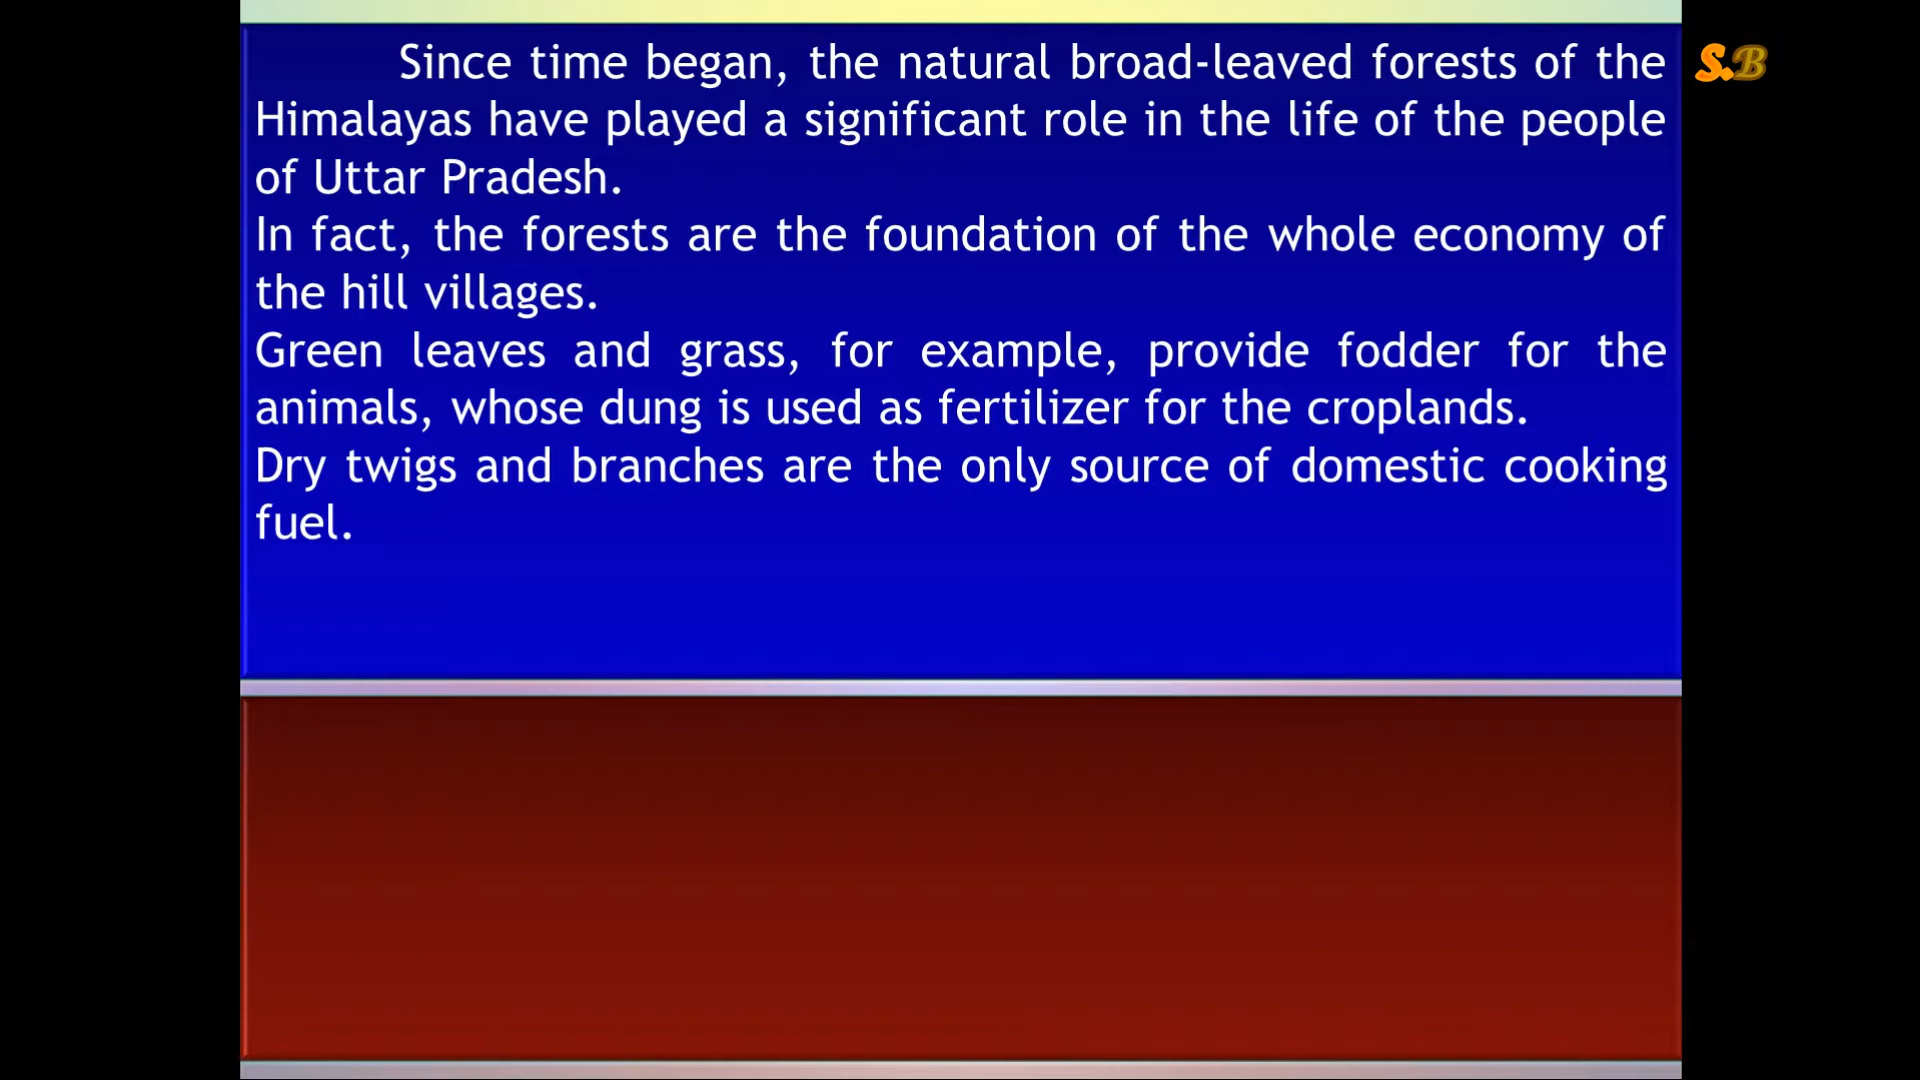 Since time began, the natural broad-leaved forests of the
Himalayas have played a significant role in the life of the people
of Uttar Pradesh.
In fact, the forests are the foundation of the whole economy of
the hill villages.
Green leaves and grass, for example, provide fodder for the
animals, whose dung is used as fertilizer for the croplands.
Dry twigs and branches are the only source of domestic cooking
fuel.
S.B